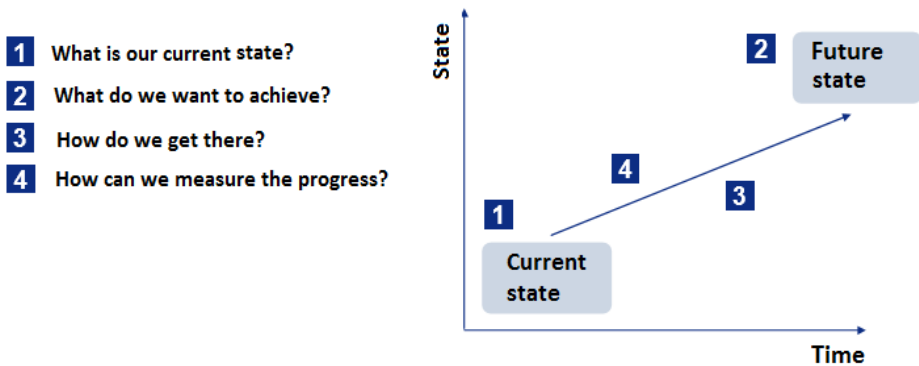 1 What is our current state?
2 What do we want to achieve?
3 How do we get there?
4 How can we measure the progress?
State
2
Future
state
4
3
1
Current
state
Time